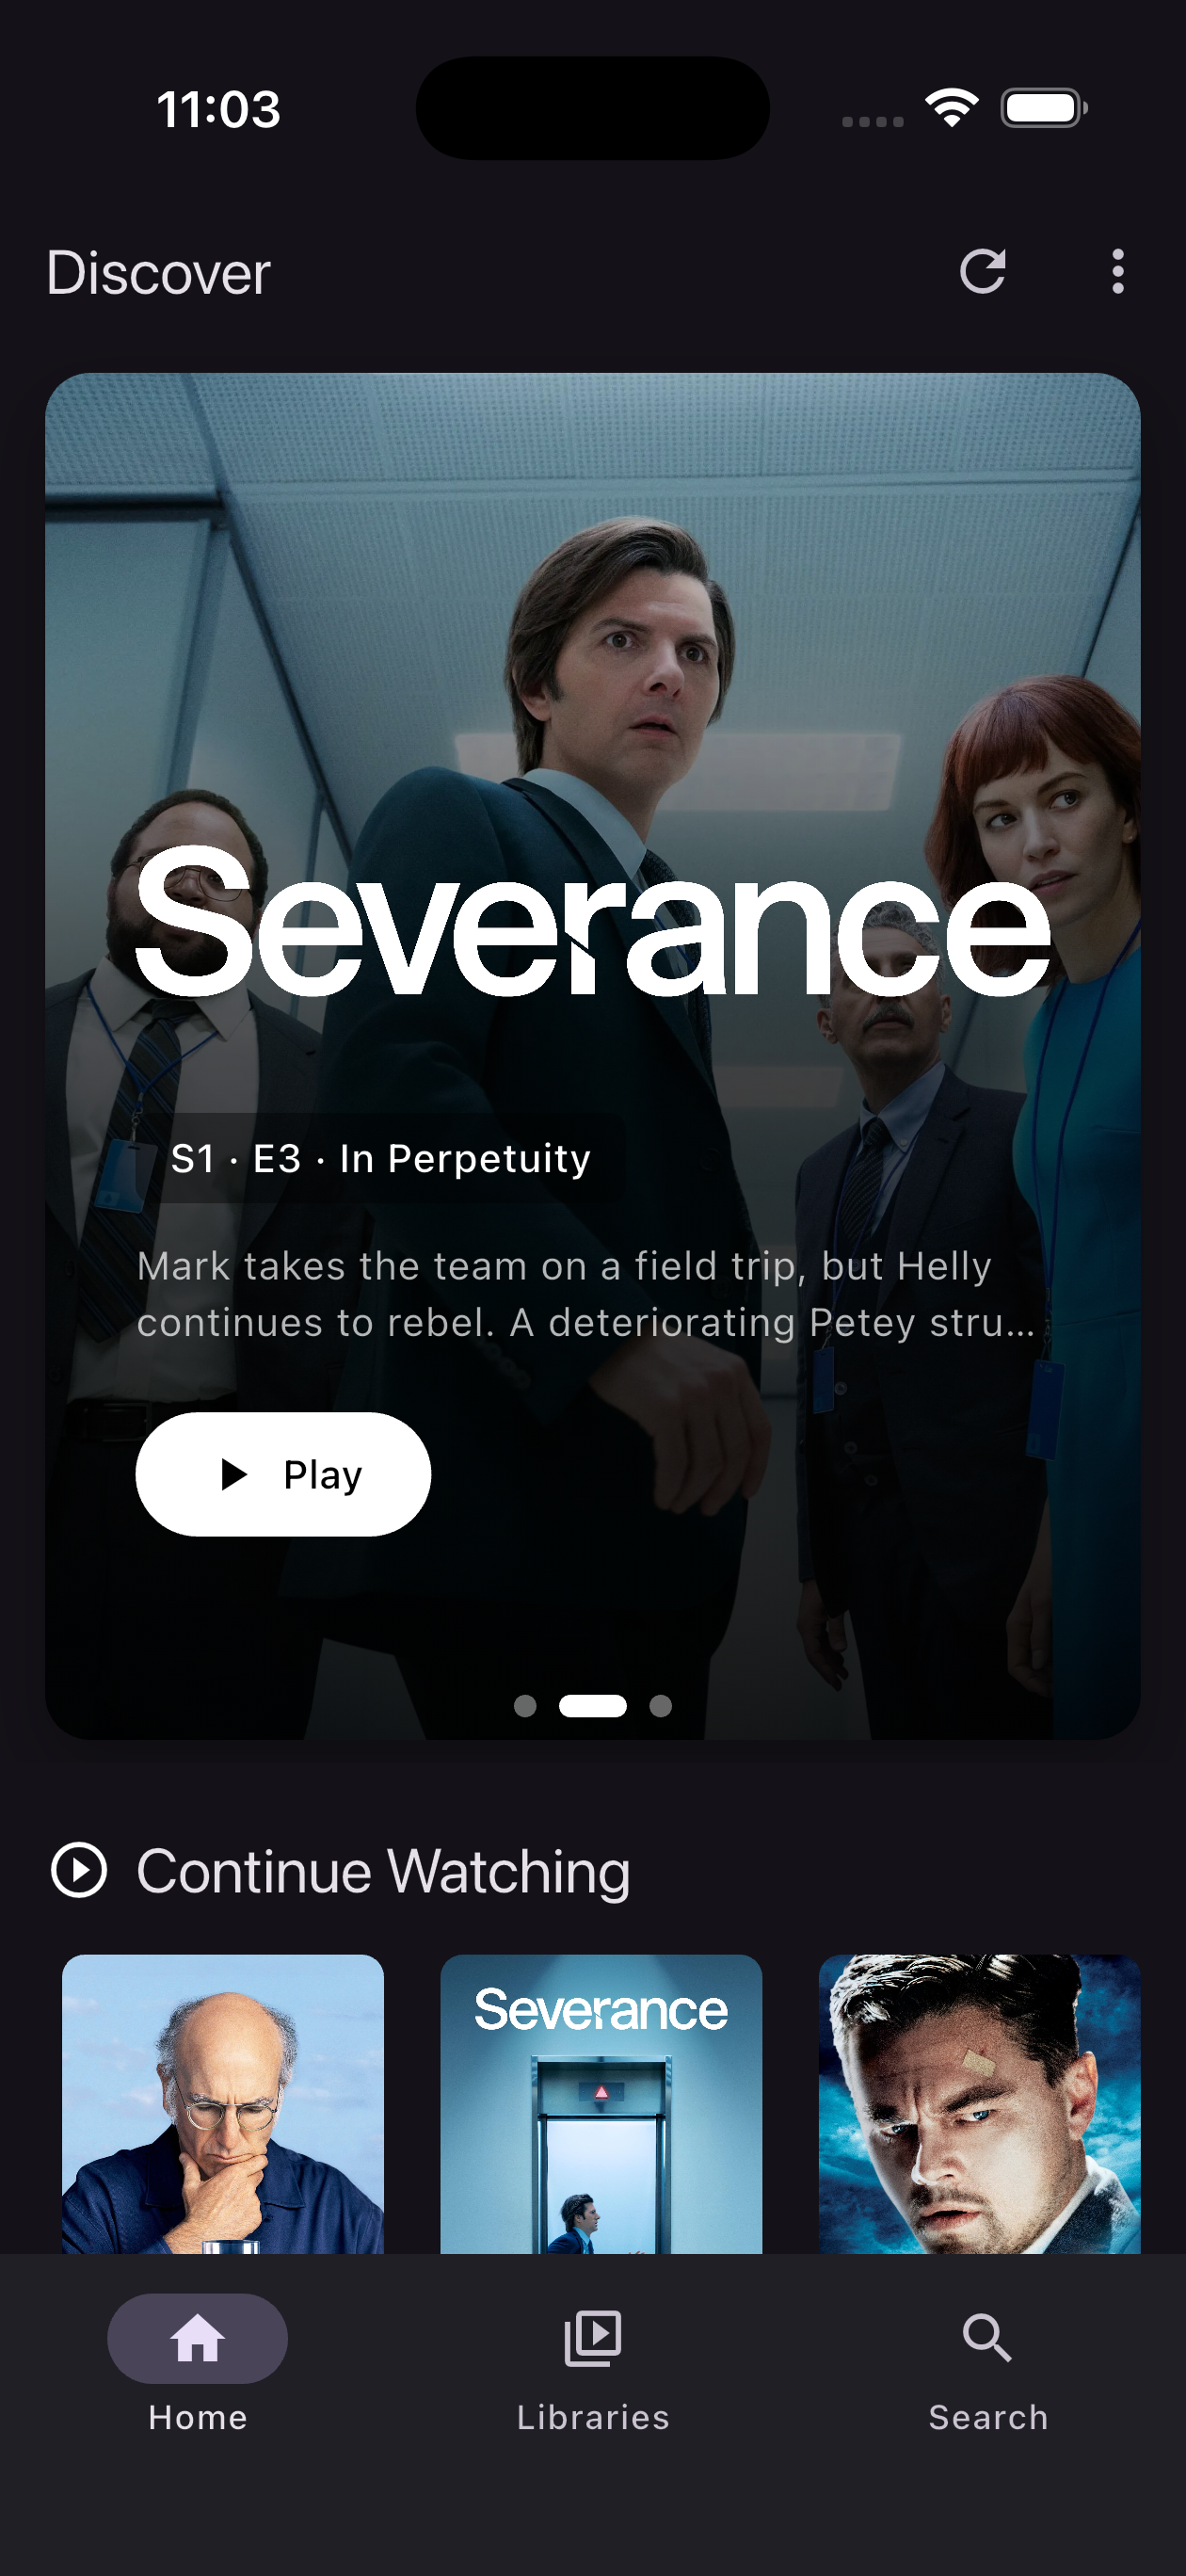 11:03
Discover
Severance
S1 · E3 · In Perpetuity
Mark takes the team on a field trip, but Helly
continues to rebel. A deteriorating Petey stru...
Play
Continue Watching
Severance
Home
Libraries
Search